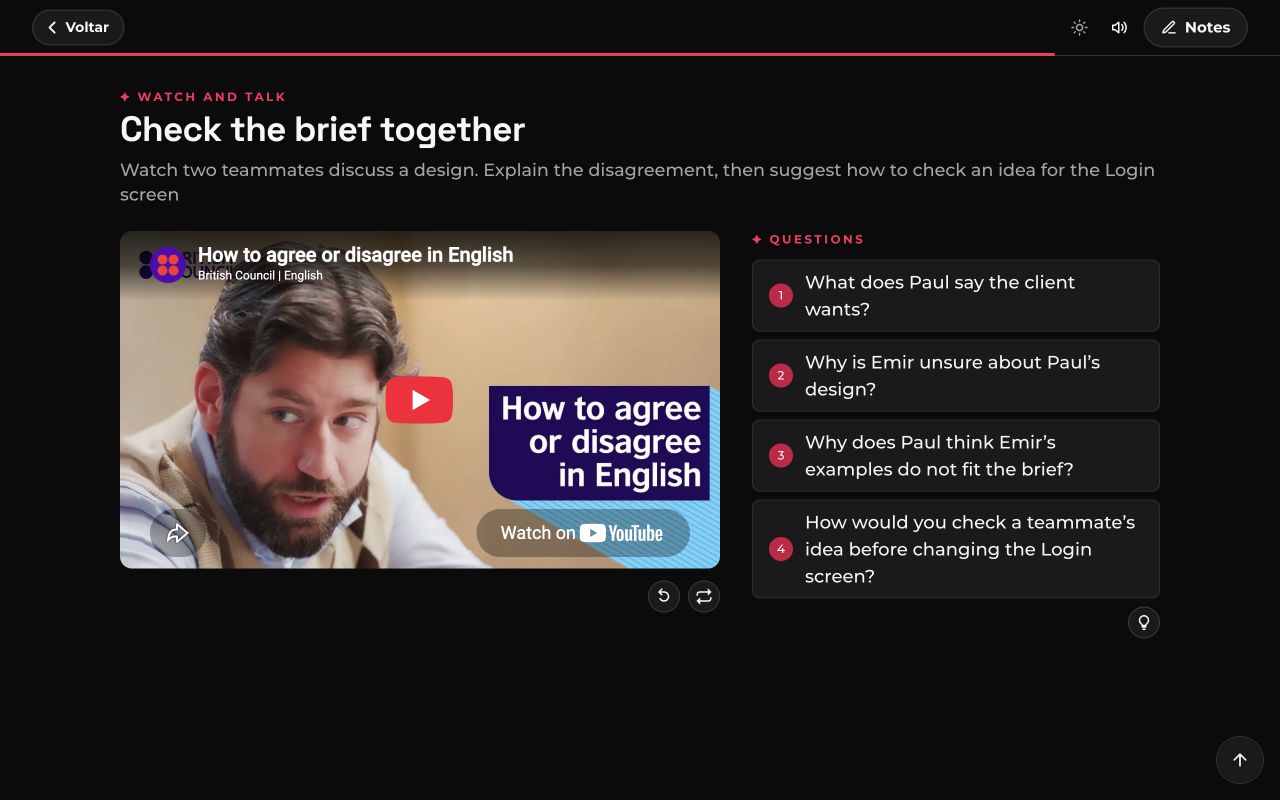 Voltar
Notes
WATCH AND TALK
Check the brief together
Watch two teammates discuss a design. Explain the disagreement, then suggest how to check an idea for the Login
screen
How to agree or disagree in English
British Council | English
How to agree
or disagree
in English
Watch on YouTube
QUESTIONS
1 What does Paul say the client
wants?
2 Why is Emir unsure about Paul’s
design?
3 Why does Paul think Emir’s
examples do not fit the brief?
4 How would you check a teammate’s
idea before changing the Login
screen?